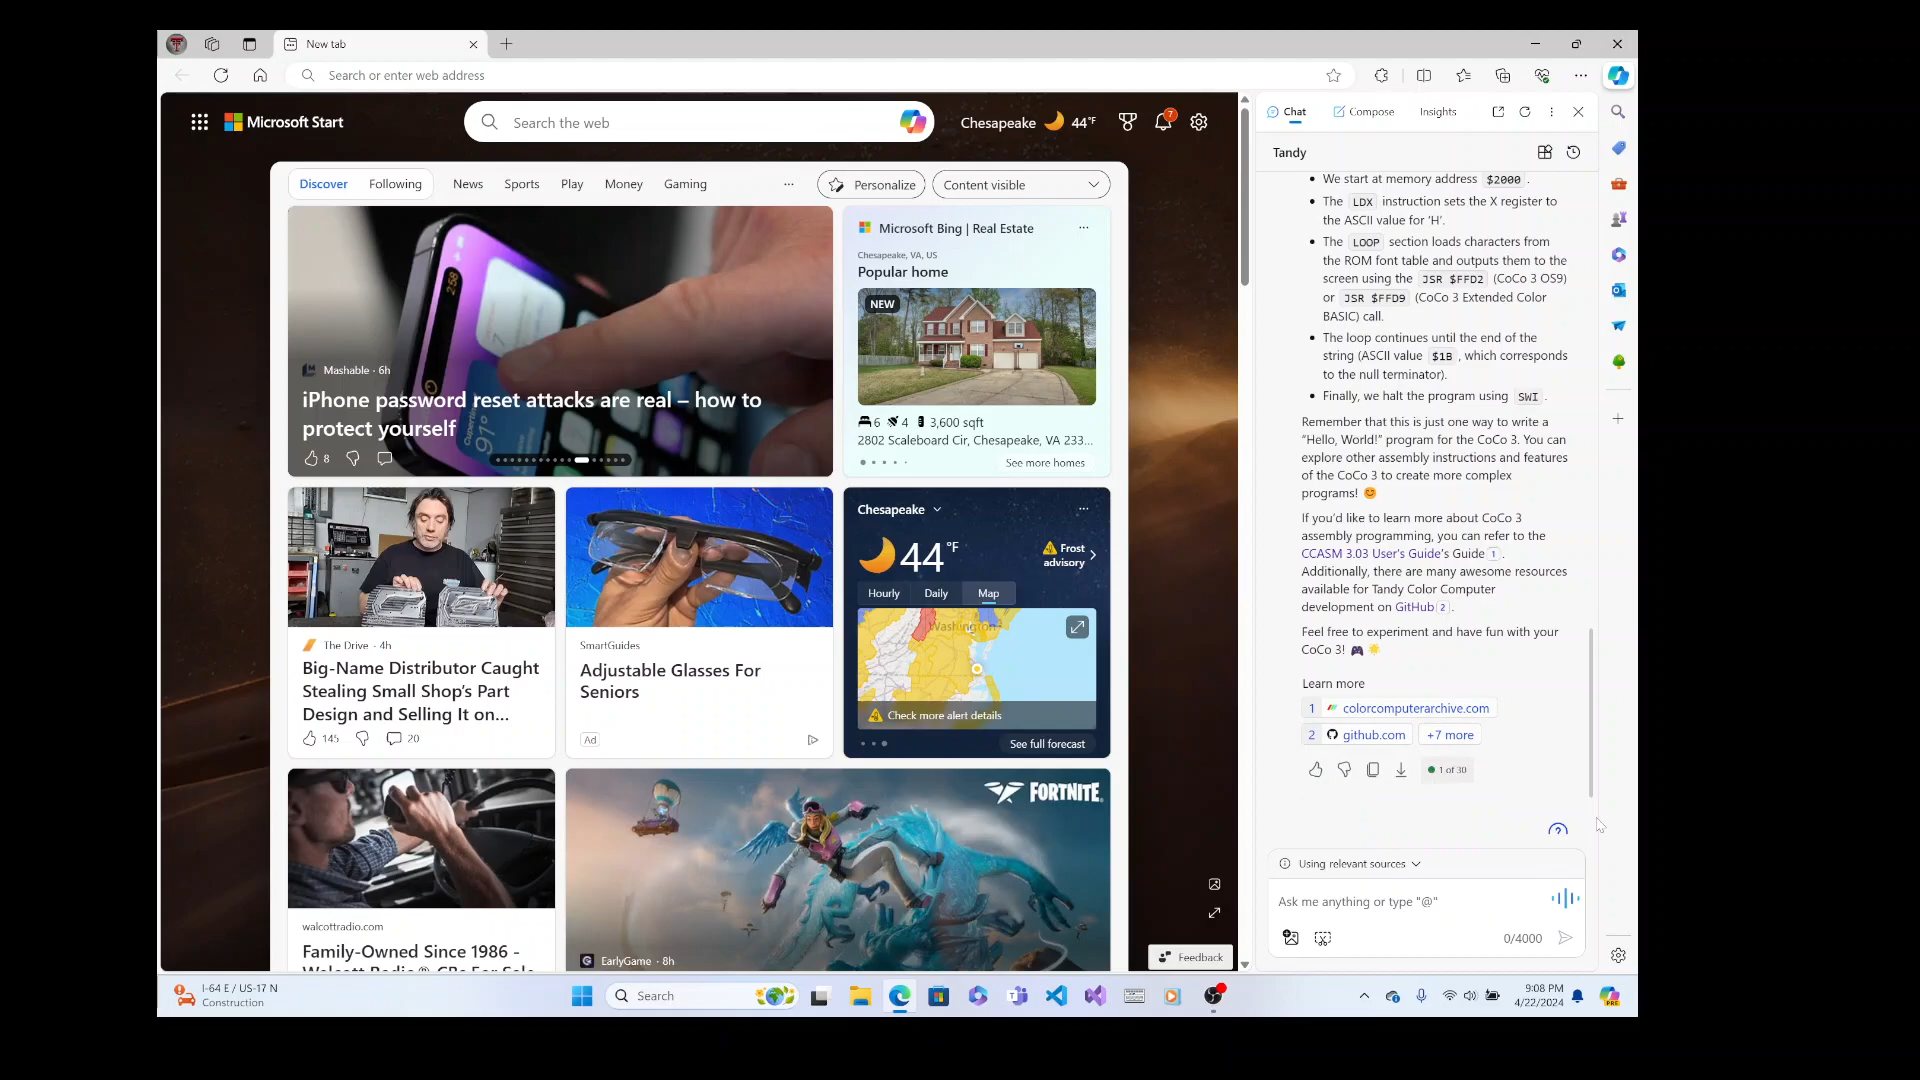 New tab
Search or enter web address
Microsoft Start
Search the web
Chesapeake 44°F
7
Discover Following News Sports Play Money Gaming ... Personalize Content visible
Mashable · 6h
iPhone password reset attacks are real – how to
protect yourself
8
Microsoft Bing | Real Estate ...
Chesapeake, VA, US
Popular home
NEW
6 4 3,600 sqft
2802 Scaleboard Cir, Chesapeake, VA 233...
See more homes
The Drive · 4h
Big-Name Distributor Caught
Stealing Small Shop's Part
Design and Selling It on...
145 20
SmartGuides
Adjustable Glasses For
Seniors
Ad
Chesapeake ...
44°F
Frost
advisory
Hourly Daily Map
Washington
Check more alert details
See full forecast
walcottradio.com
Family-Owned Since 1986 -
Walcott Radio® CBs For Sale
FORTNITE
EarlyGame · 8h
Feedback
Chat Compose Insights
Tandy
• We start at memory address $2000 .
• The LDX instruction sets the X register to
the ASCII value for 'H'.
• The LOOP section loads characters from
the ROM font table and outputs them to the
screen using the JSR $FFD2 (CoCo 3 OS9)
or JSR $FFD9 (CoCo 3 Extended Color
BASIC) call.
• The loop continues until the end of the
string (ASCII value $1B , which corresponds
to the null terminator).
• Finally, we halt the program using SWI .
Remember that this is just one way to write a
“Hello, World!” program for the CoCo 3. You can
explore other assembly instructions and features
of the CoCo 3 to create more complex
programs! 😊
If you’d like to learn more about CoCo 3
assembly programming, you can refer to the
CCASM 3.03 User’s Guide’s Guide 1 .
Additionally, there are many awesome resources
available for Tandy Color Computer
development on GitHub 2 .
Feel free to experiment and have fun with your
CoCo 3! 🎮 🌟
Learn more
1 colorcomputerarchive.com
2 github.com +7 more
1 of 30
Using relevant sources
Ask me anything or type "@"
0/4000
I-64 E / US-17 N
Construction
Search
9:08 PM
4/22/2024